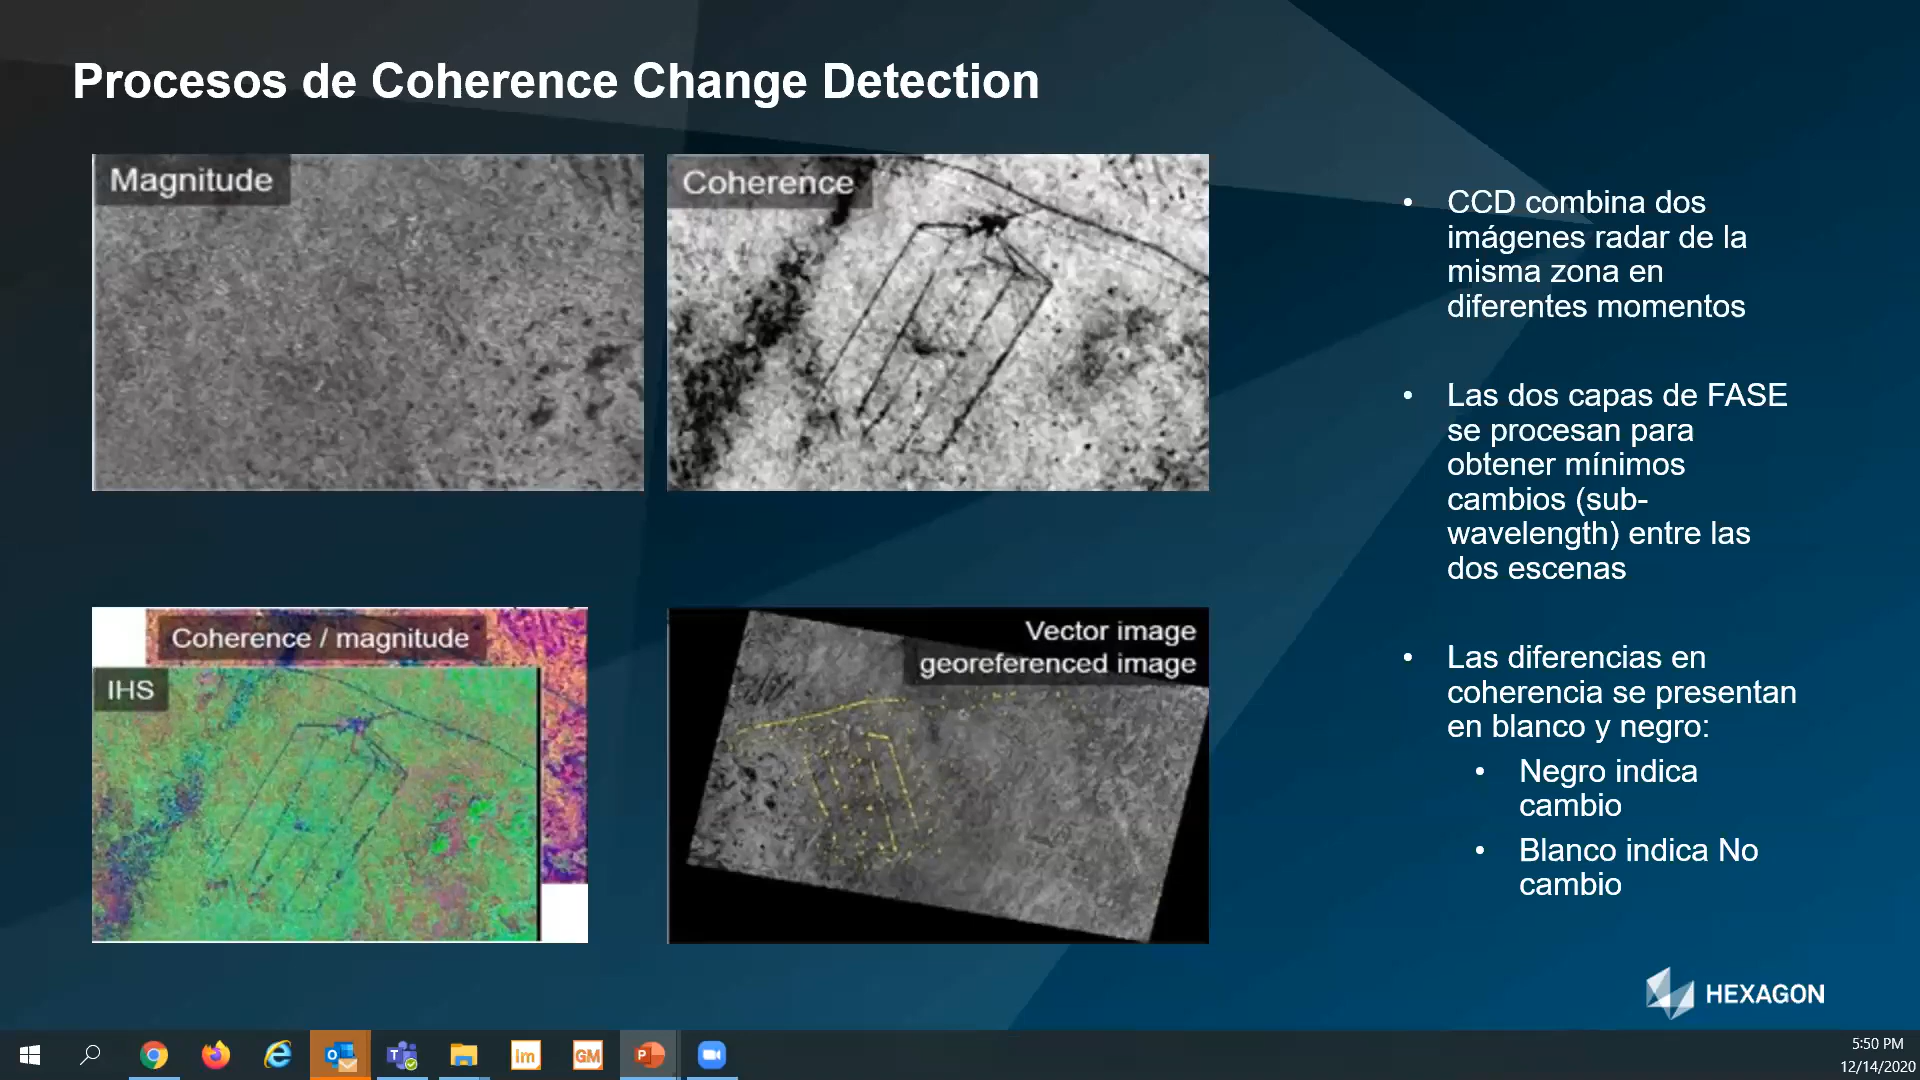 Procesos de Coherence Change Detection
Magnitude
Coherence
Coherence / magnitude
IHS
Vector image
georeferenced image
• CCD combina dos
imágenes radar de la
misma zona en
diferentes momentos
• Las dos capas de FASE
se procesan para
obtener mínimos
cambios (sub-
wavelength) entre las
dos escenas
• Las diferencias en
coherencia se presentan
en blanco y negro:
• Negro indica
cambio
• Blanco indica No
cambio
HEXAGON
im
GM
5:50 PM
12/14/2020